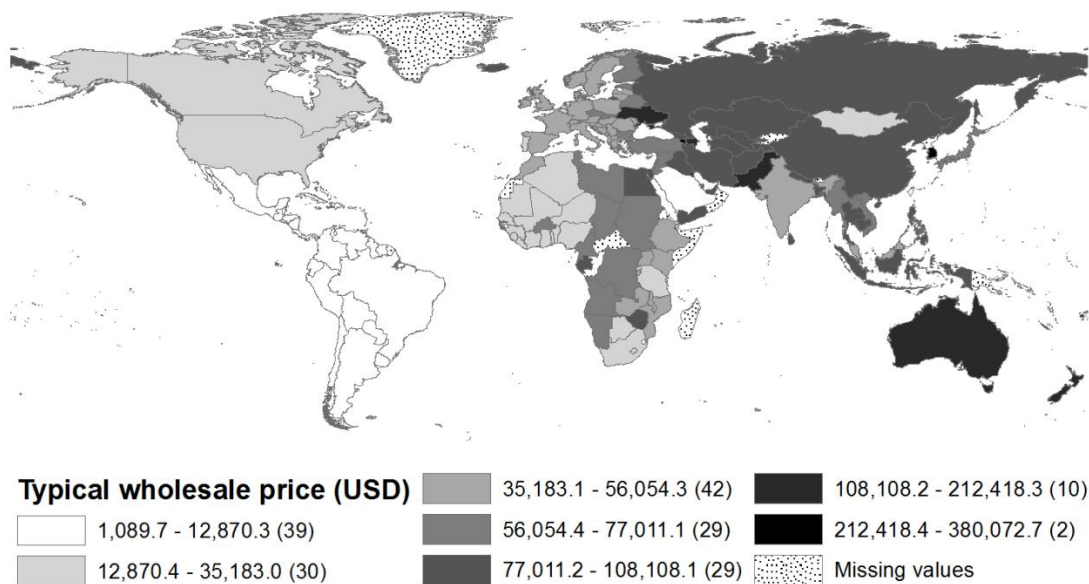 Typical wholesale price (USD)
1,089.7 - 12,870.3 (39)
12,870.4 - 35,183.0 (30)
35,183.1 - 56,054.3 (42)
56,054.4 - 77,011.1 (29)
77,011.2 - 108,108.1 (29)
108,108.2 - 212,418.3 (10)
212,418.4 - 380,072.7 (2)
Missing values